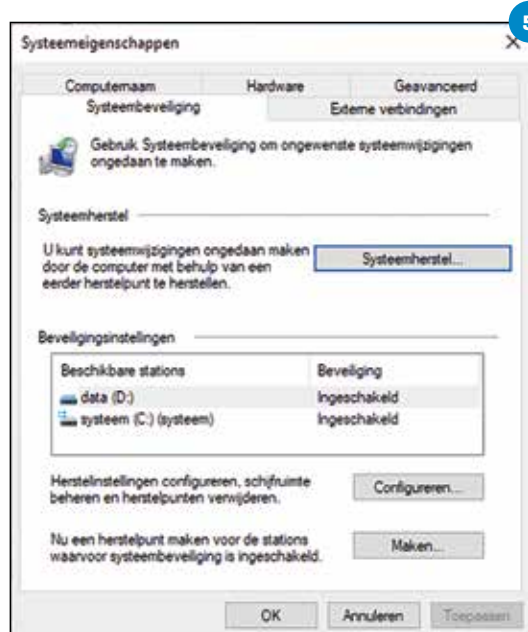 5
Systeemeigenschappen
Computernaam Hardware Geavanceerd
Systeembeveiliging Externe verbindingen
Gebruik Systeembeveiliging om ongewenste systeemwijzigingen
ongedaan te maken.
Systeemherstel
U kunt systeemwijzigingen ongedaan maken
door de computer met behulp van een
eerder herstelpunt te herstellen.
Systeemherstel...
Beveiligingsinstellingen
Beschikbare stations Beveiliging
data (D:) Ingeschakeld
systeem (C:) (systeem) Ingeschakeld
Herstelinstellingen configureren, schijfruimte
beheren en herstelpunten verwijderen.
Configureren...
Nu een herstelpunt maken voor de stations
waarvoor systeembeveiliging is ingeschakeld.
Maken...
OK Annuleren Toepassen